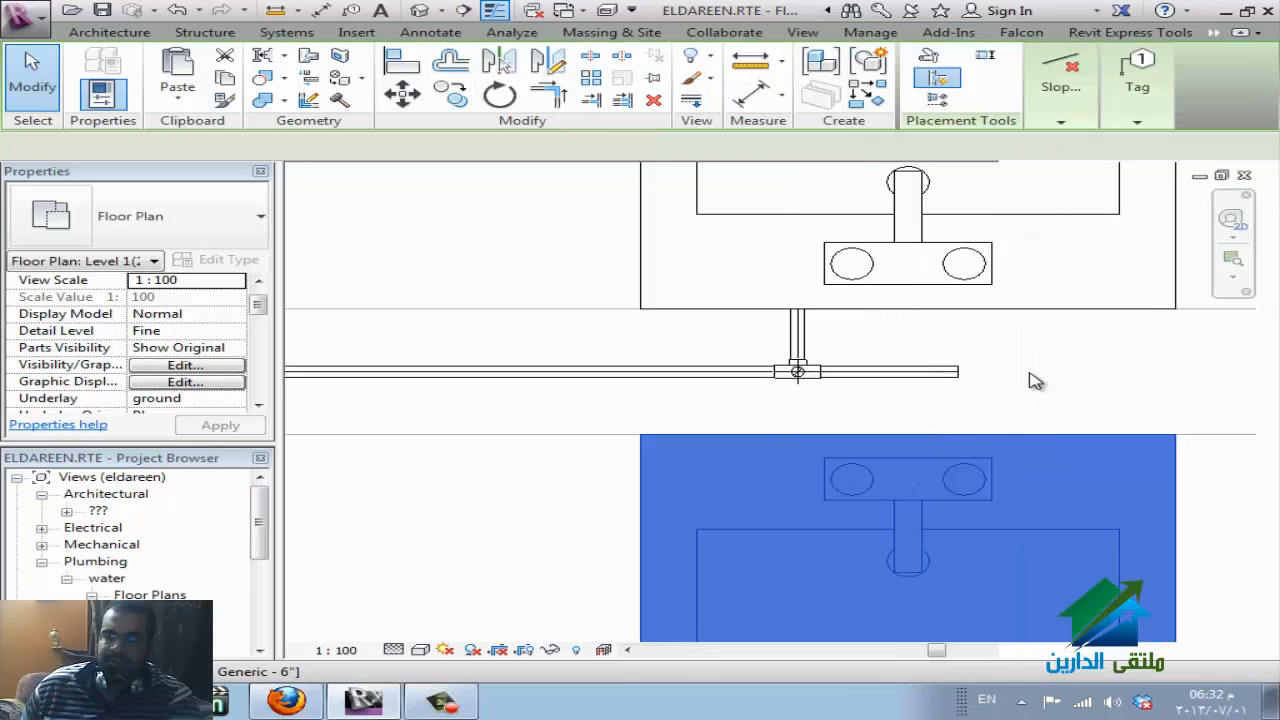 ELDAREEN.RTE - Fl...
Sign In
Architecture
Structure
Systems
Insert
Annotate
Analyze
Massing & Site
Collaborate
View
Manage
Add-Ins
Falcon
Revit Express Tools
Modify
Paste
Slop...
Tag
Select
Properties
Clipboard
Geometry
Modify
View
Measure
Create
Placement Tools
Properties
Floor Plan
Floor Plan: Level 1(2
Edit Type
View Scale
1 : 100
Scale Value 1:
100
Display Model
Normal
Detail Level
Fine
Parts Visibility
Show Original
Visibility/Grap...
Edit...
Graphic Displ...
Edit...
Underlay
ground
Properties help
Apply
ELDAREEN.RTE - Project Browser
Views (eldareen)
Architectural
???
Electrical
Mechanical
Plumbing
water
Floor Plans
2D
ملتقى الدارين
1 : 100
Generic - 6"]
EN
06:32 م
٢٠١٣/٠٧/٠١